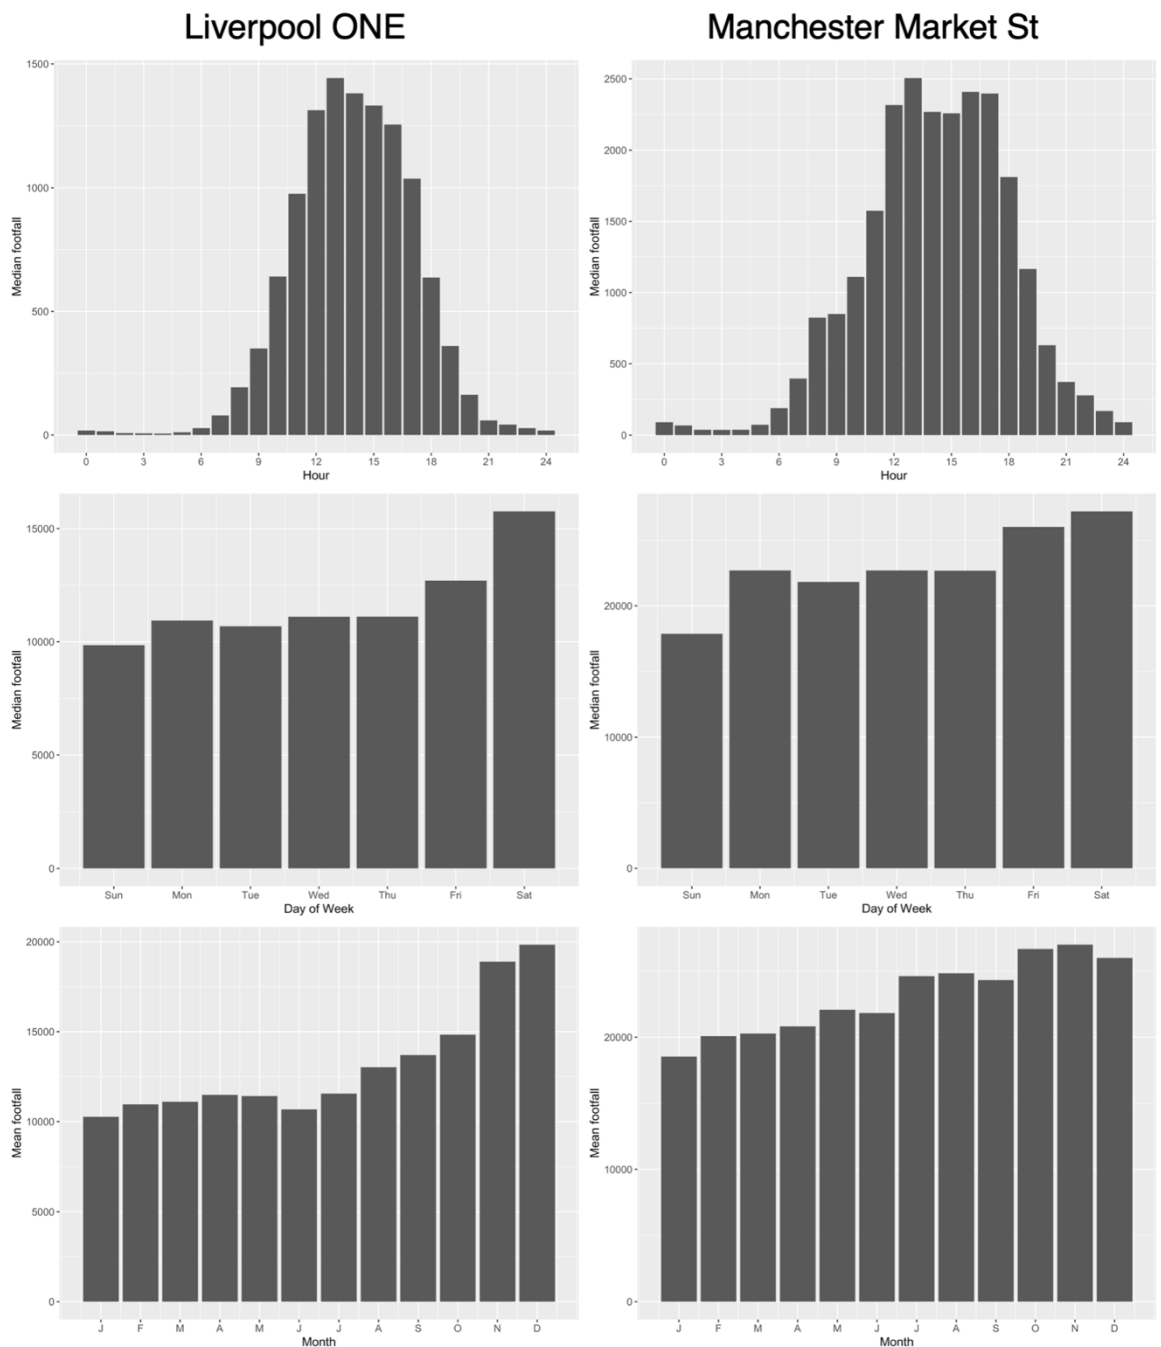 Liverpool ONE
Manchester Market St
Median footfall
1500
1000
500
0
0 3 6 9 12 15 18 21 24
Hour
Median footfall
2500
2000
1500
1000
500
0
0 3 6 9 12 15 18 21 24
Hour
Median footfall
15000
10000
5000
0
Sun Mon Tue Wed Thu Fri Sat
Day of Week
Median footfall
20000
10000
0
Sun Mon Tue Wed Thu Fri Sat
Day of Week
Mean footfall
20000
15000
10000
5000
0
J F M A M J J A S O N D
Month
Mean footfall
20000
10000
0
J F M A M J J A S O N D
Month